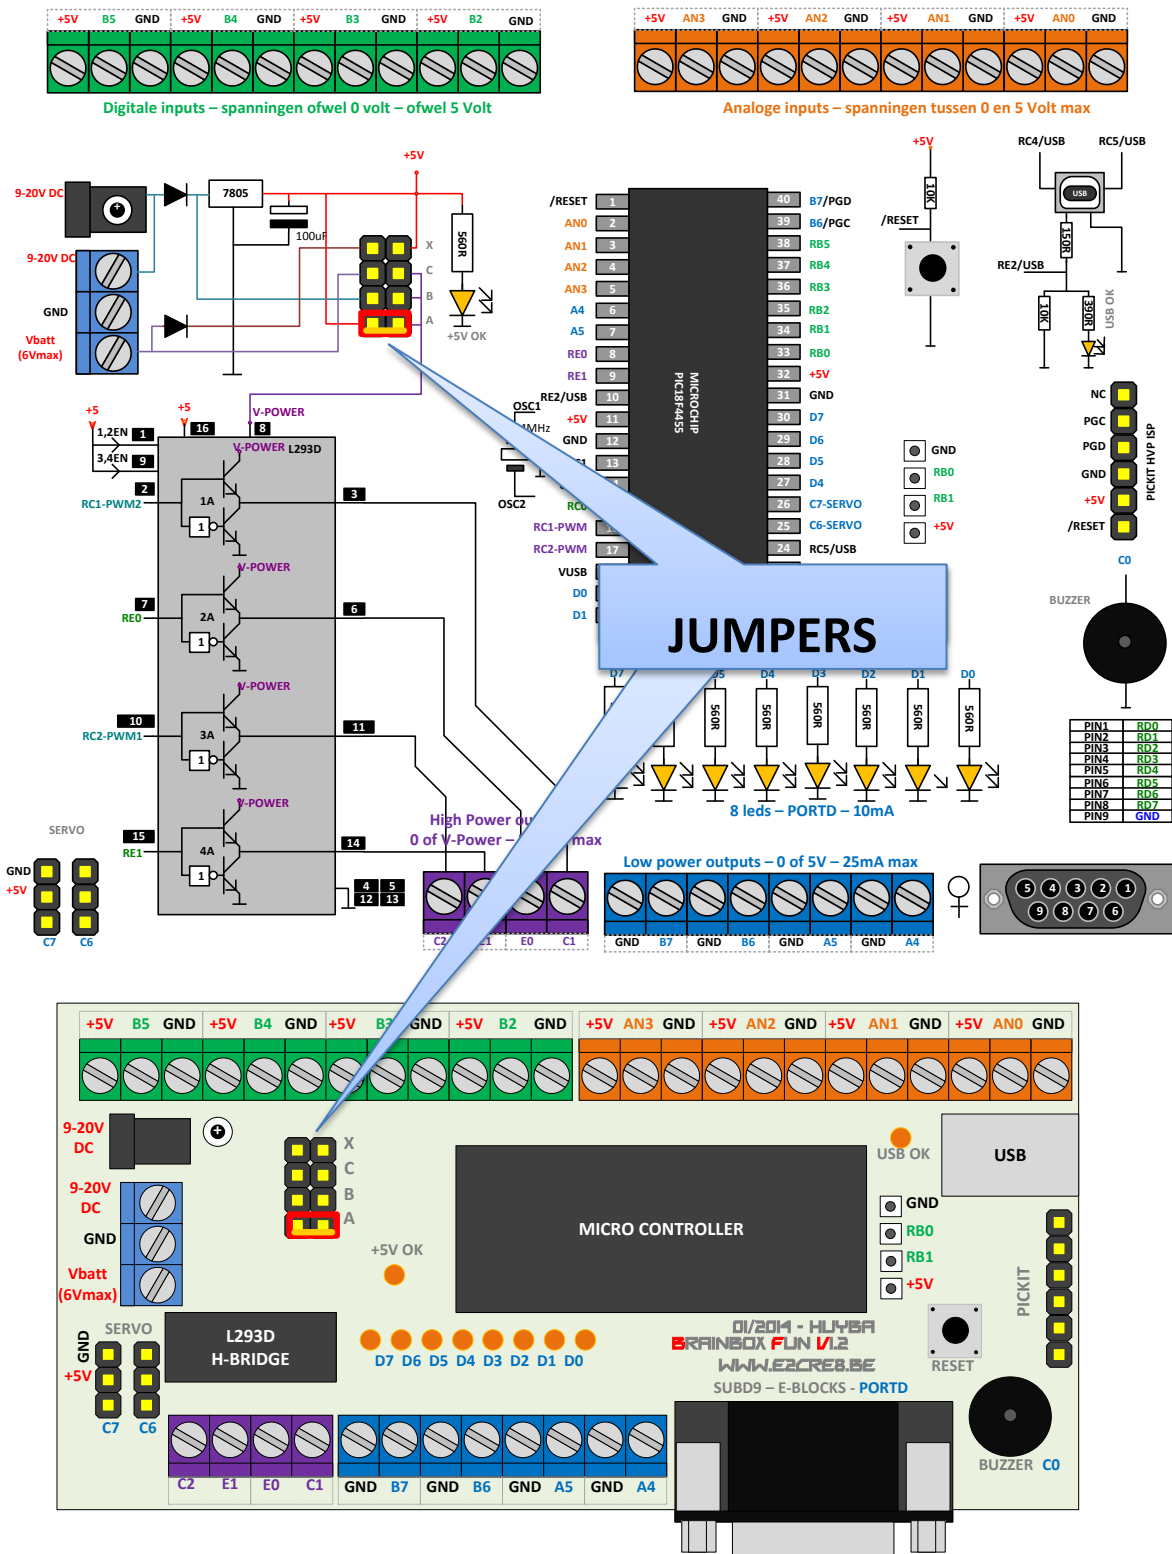 +5V B5 GND +5V B4 GND +5V B3 GND +5V B2 GND
+5V AN3 GND +5V AN2 GND +5V AN1 GND +5V AN0 GND
Digitale inputs – spanningen ofwel 0 volt – ofwel 5 Volt
Analoge inputs – spanningen tussen 0 en 5 Volt max
9-20V DC
7805
+5V
100uF
560R
X
C
B
A
+5V OK
9-20V DC
GND
Vbatt
(6Vmax)
/RESET 1
AN0 2
AN1 3
AN2 4
AN3 5
A4 6
A5 7
RE0 8
RE1 9
RE2/USB 10
+5V 11
GND 12
13
RC0
RC1-PWM
RC2-PWM 17
VUSB
D0
D1
MICROCHIP
PIC18F4455
40 B7/PGD
39 B6/PGC
38 RB5
37 RB4
36 RB3
35 RB2
34 RB1
33 RB0
32 +5V
31 GND
30 D7
29 D6
28 D5
27 D4
26 C7-SERVO
25 C6-SERVO
24 RC5/USB
OSC1
MHz
OSC2
+5V
10K
/RESET
RC4/USB RC5/USB
USB
150R
RE2/USB
10K
390R
USB OK
GND
RB0
RB1
+5V
NC
PGC
PGD
GND
+5V
/RESET
PICKIT HVP ISP
C0
BUZZER
+5 +5 V-POWER
1,2EN 1 16 8
V-POWER L293D
3,4EN 9
2 1A 3
RC1-PWM2 1
V-POWER
7 2A 6
RE0 1
V-POWER
10 3A 11
RC2-PWM1 1
V-POWER
15 4A 14
RE1 1
4 5
12 13
SERVO
GND
+5V
C7 C6
JUMPERS
D7 D5 D4 D3 D2 D1 D0
560R 560R 560R 560R 560R 560R
8 leds – PORTD – 10mA
PIN1 RD0
PIN2 RD1
PIN3 RD2
PIN4 RD3
PIN5 RD4
PIN6 RD5
PIN7 RD6
PIN8 RD7
PIN9 GND
High Power ou
0 of V-Power – max
C2 E1 E0 C1
Low power outputs – 0 of 5V – 25mA max
GND B7 GND B6 GND A5 GND A4
5 4 3 2 1
9 8 7 6
+5V B5 GND +5V B4 GND +5V B3 GND +5V B2 GND +5V AN3 GND +5V AN2 GND +5V AN1 GND +5V AN0 GND
9-20V
DC
X
C
B
A
9-20V
DC
GND
Vbatt
(6Vmax)
+5V OK
MICRO CONTROLLER
USB OK
USB
GND
RB0
RB1
+5V
PICKIT
RESET
SERVO
GND
+5V
C7 C6
L293D
H-BRIDGE
D7 D6 D5 D4 D3 D2 D1 D0
01/2014 - HUYBA
BRAINBOX FUN V1.2
WWW.E2CRE8.BE
SUBD9 – E-BLOCKS - PORTD
BUZZER C0
C2 E1 E0 C1 GND B7 GND B6 GND A5 GND A4